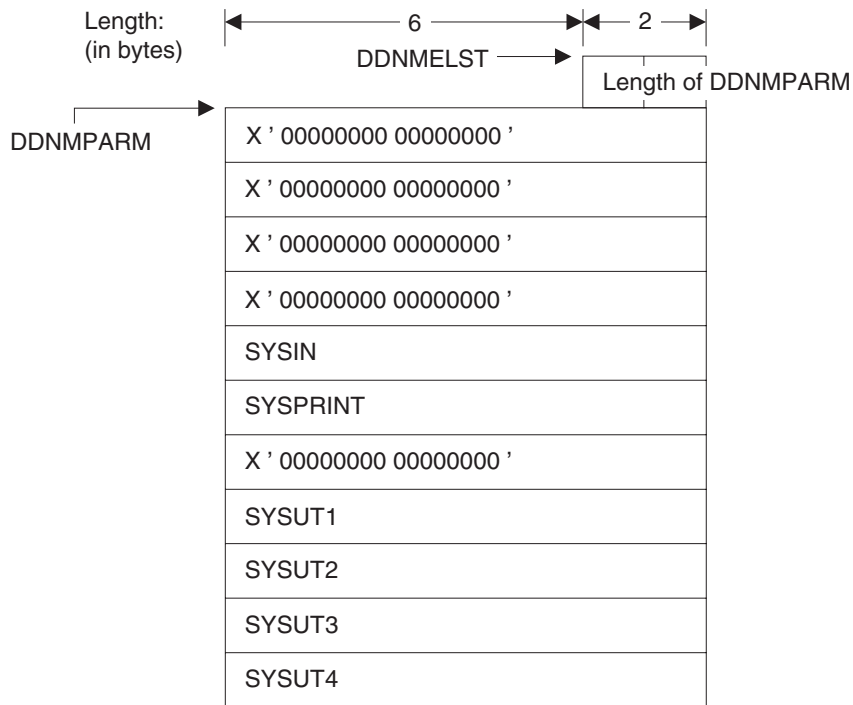 Length:
(in bytes)
6
2
DDNMELST
Length of DDNMPARM
DDNMPARM
X ' 00000000 00000000 '
X ' 00000000 00000000 '
X ' 00000000 00000000 '
X ' 00000000 00000000 '
SYSIN
SYSPRINT
X ' 00000000 00000000 '
SYSUT1
SYSUT2
SYSUT3
SYSUT4